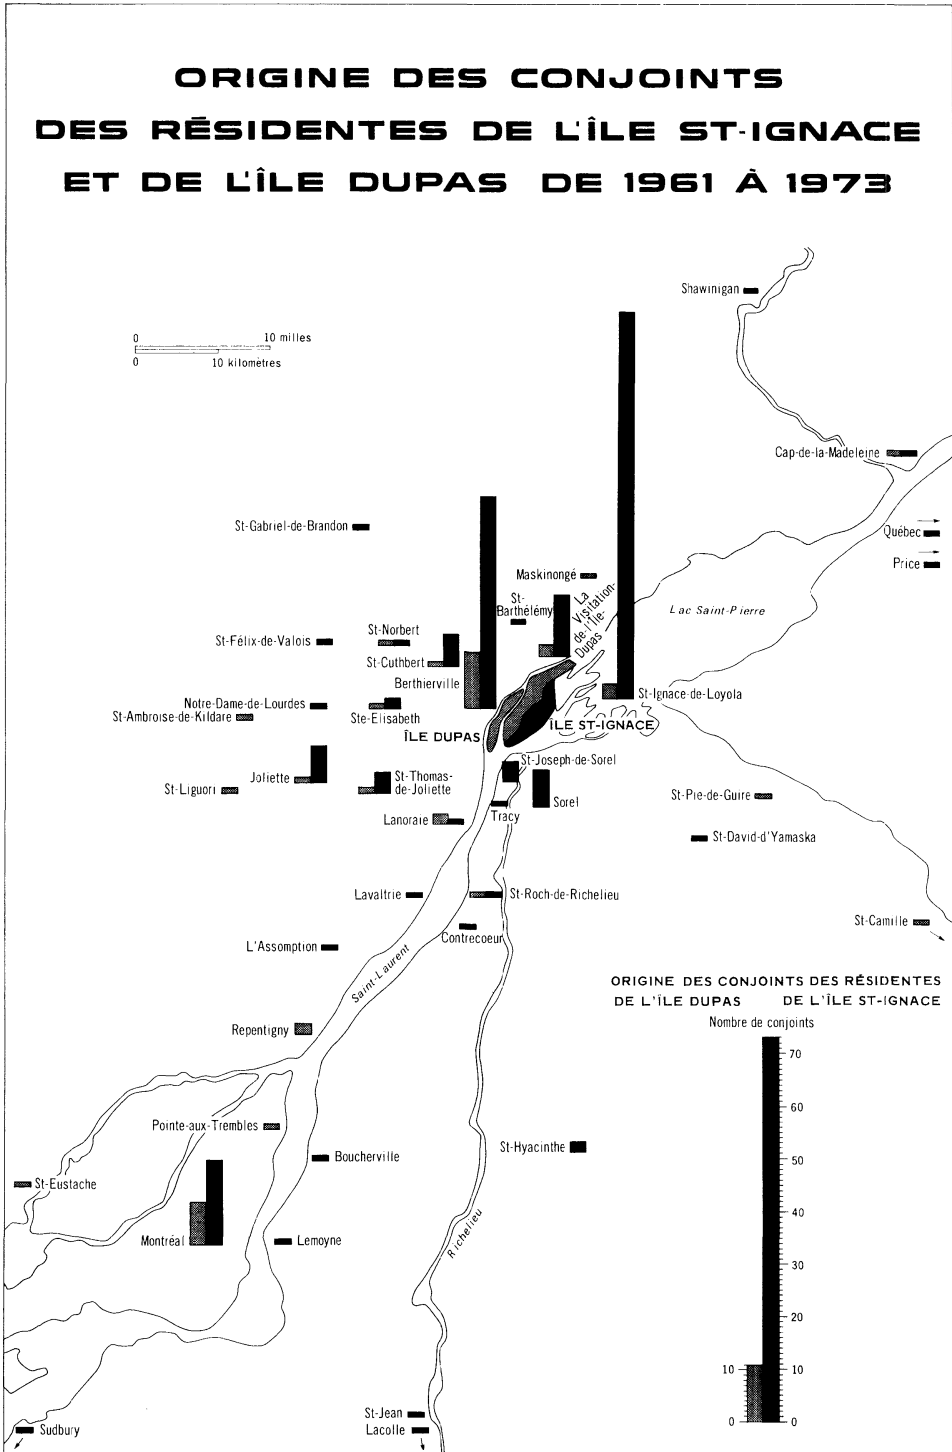 ORIGINE DES CONJOINTS
DES RÉSIDENTES DE L'ÎLE ST-IGNACE
ET DE L'ÎLE DUPAS DE 1961 À 1973
Shawinigan
0 10 milles
0 10 kilomètres
Cap-de-la-Madeleine
St-Gabriel-de-Brandon
Québec
Price
Maskinongé
St-
Barthélémy
La
Visitation-
de-l'Île-
Dupas
Lac Saint-Pierre
St-Norbert
St-Félix-de-Valois
St-Cuthbert
Berthierville
St-Ignace-de-Loyola
Notre-Dame-de-Lourdes
St-Ambroise-de-Kildare
Ste-Elisabeth
ÎLE ST-IGNACE
ÎLE DUPAS
St-Joseph-de-Sorel
Joliette
St-Thomas-
de-Joliette
St-Liguori
St-Pie-de-Guire
Sorel
Tracy
Lanoraie
St-David-d'Yamaska
Lavaltrie
St-Roch-de-Richelieu
St-Camille
Contrecoeur
L'Assomption
Saint-Laurent
ORIGINE DES CONJOINTS DES RÉSIDENTES
DE L'ÎLE DUPAS DE L'ÎLE ST-IGNACE
Nombre de conjoints
Repentigny
70
60
50
40
30
20
10 10
0 0
Pointe-aux-Trembles
St-Hyacinthe
Boucherville
St-Eustache
Richelieu
Montréal
Lemoyne
St-Jean
Lacolle
Sudbury